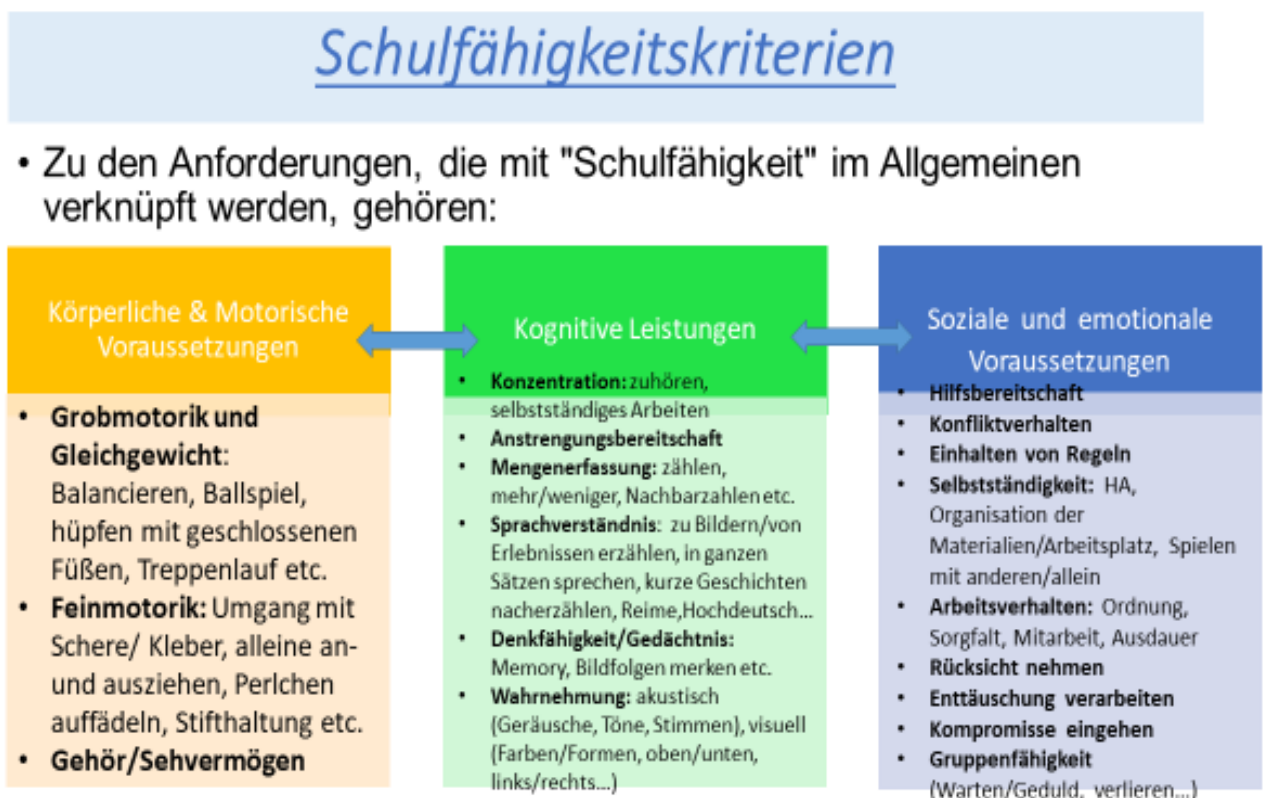 Schulfähigkeitskriterien
• Zu den Anforderungen, die mit "Schulfähigkeit" im Allgemeinen
verknüpft werden, gehören:
Körperliche & Motorische
Voraussetzungen
• Grobmotorik und
Gleichgewicht:
Balancieren, Ballspiel,
hüpfen mit geschlossenen
Füßen, Treppenlauf etc.
• Feinmotorik: Umgang mit
Schere/ Kleber, alleine an-
und ausziehen, Perlchen
auffädeln, Stifthaltung etc.
• Gehör/Sehvermögen
Kognitive Leistungen
• Konzentration: zuhören,
selbstständiges Arbeiten
• Anstrengungsbereitschaft
• Mengenerfassung: zählen,
mehr/weniger, Nachbarzahlen etc.
• Sprachverständnis: zu Bildern/von
Erlebnissen erzählen, in ganzen
Sätzen sprechen, kurze Geschichten
nacherzählen, Reime,Hochdeutsch...
• Denkfähigkeit/Gedächtnis:
Memory, Bildfolgen merken etc.
• Wahrnehmung: akustisch
(Geräusche, Töne, Stimmen), visuell
(Farben/Formen, oben/unten,
links/rechts...)
Soziale und emotionale
Voraussetzungen
• Hilfsbereitschaft
• Konfliktverhalten
• Einhalten von Regeln
• Selbstständigkeit: HA,
Organisation der
Materialien/Arbeitsplatz, Spielen
mit anderen/allein
• Arbeitsverhalten: Ordnung,
Sorgfalt, Mitarbeit, Ausdauer
• Rücksicht nehmen
• Enttäuschung verarbeiten
• Kompromisse eingehen
• Gruppenfähigkeit
(Warten/Geduld, verlieren...)